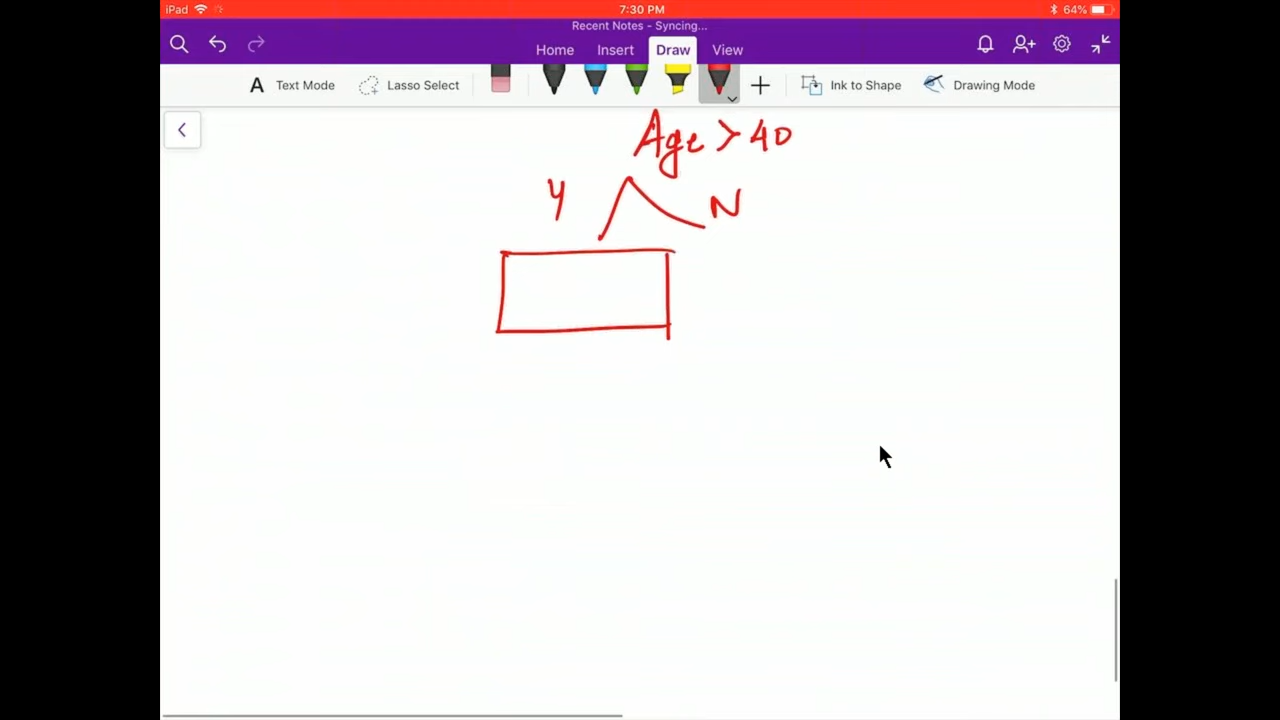 iPad 7:30 PM 64%
Recent Notes - Syncing...
Home Insert Draw View
A Text Mode Lasso Select Ink to Shape Drawing Mode
Age > 40
Y N